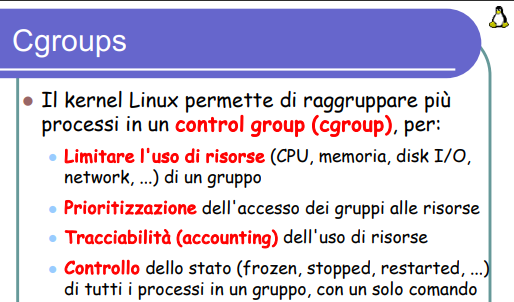 Cgroups
Il kernel Linux permette di raggruppare più
processi in un control group (cgroup), per:
Limitare l'uso di risorse (CPU, memoria, disk I/O,
network, ...) di un gruppo
Prioritizzazione dell'accesso dei gruppi alle risorse
Tracciabilità (accounting) dell'uso di risorse
Controllo dello stato (frozen, stopped, restarted, ...)
di tutti i processi in un gruppo, con un solo comando